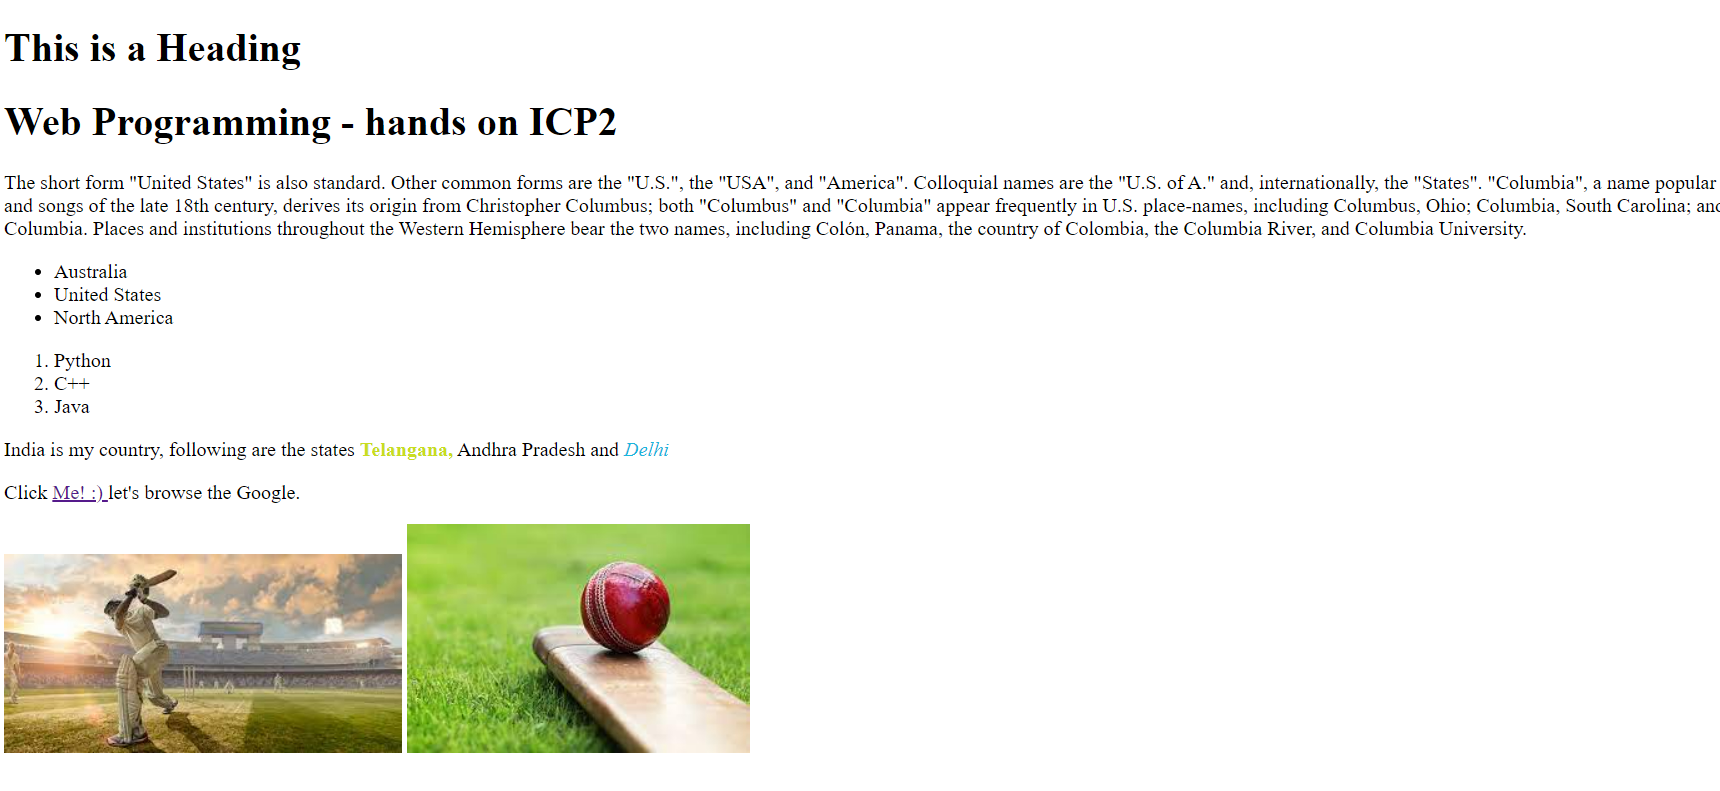 This is a Heading
Web Programming - hands on ICP2
The short form "United States" is also standard. Other common forms are the "U.S.", the "USA", and "America". Colloquial names are the "U.S. of A." and, internationally, the "States". "Columbia", a name popular
and songs of the late 18th century, derives its origin from Christopher Columbus; both "Columbus" and "Columbia" appear frequently in U.S. place-names, including Columbus, Ohio; Columbia, South Carolina;
Columbia. Places and institutions throughout the Western Hemisphere bear the two names, including Colón, Panama, the country of Colombia, the Columbia River, and Columbia University.
• Australia
• United States
• North America
1. Python
2. C++
3. Java
India is my country, following are the states Telangana, Andhra Pradesh and Delhi
Click Me! :) let's browse the Google.